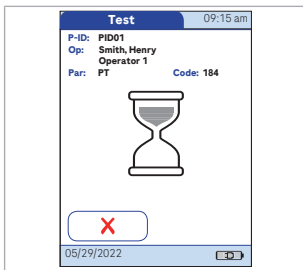 Test 09:15 am
P-ID: PID01
Op: Smith, Henry
Operator 1
Par: PT Code: 184
05/29/2022